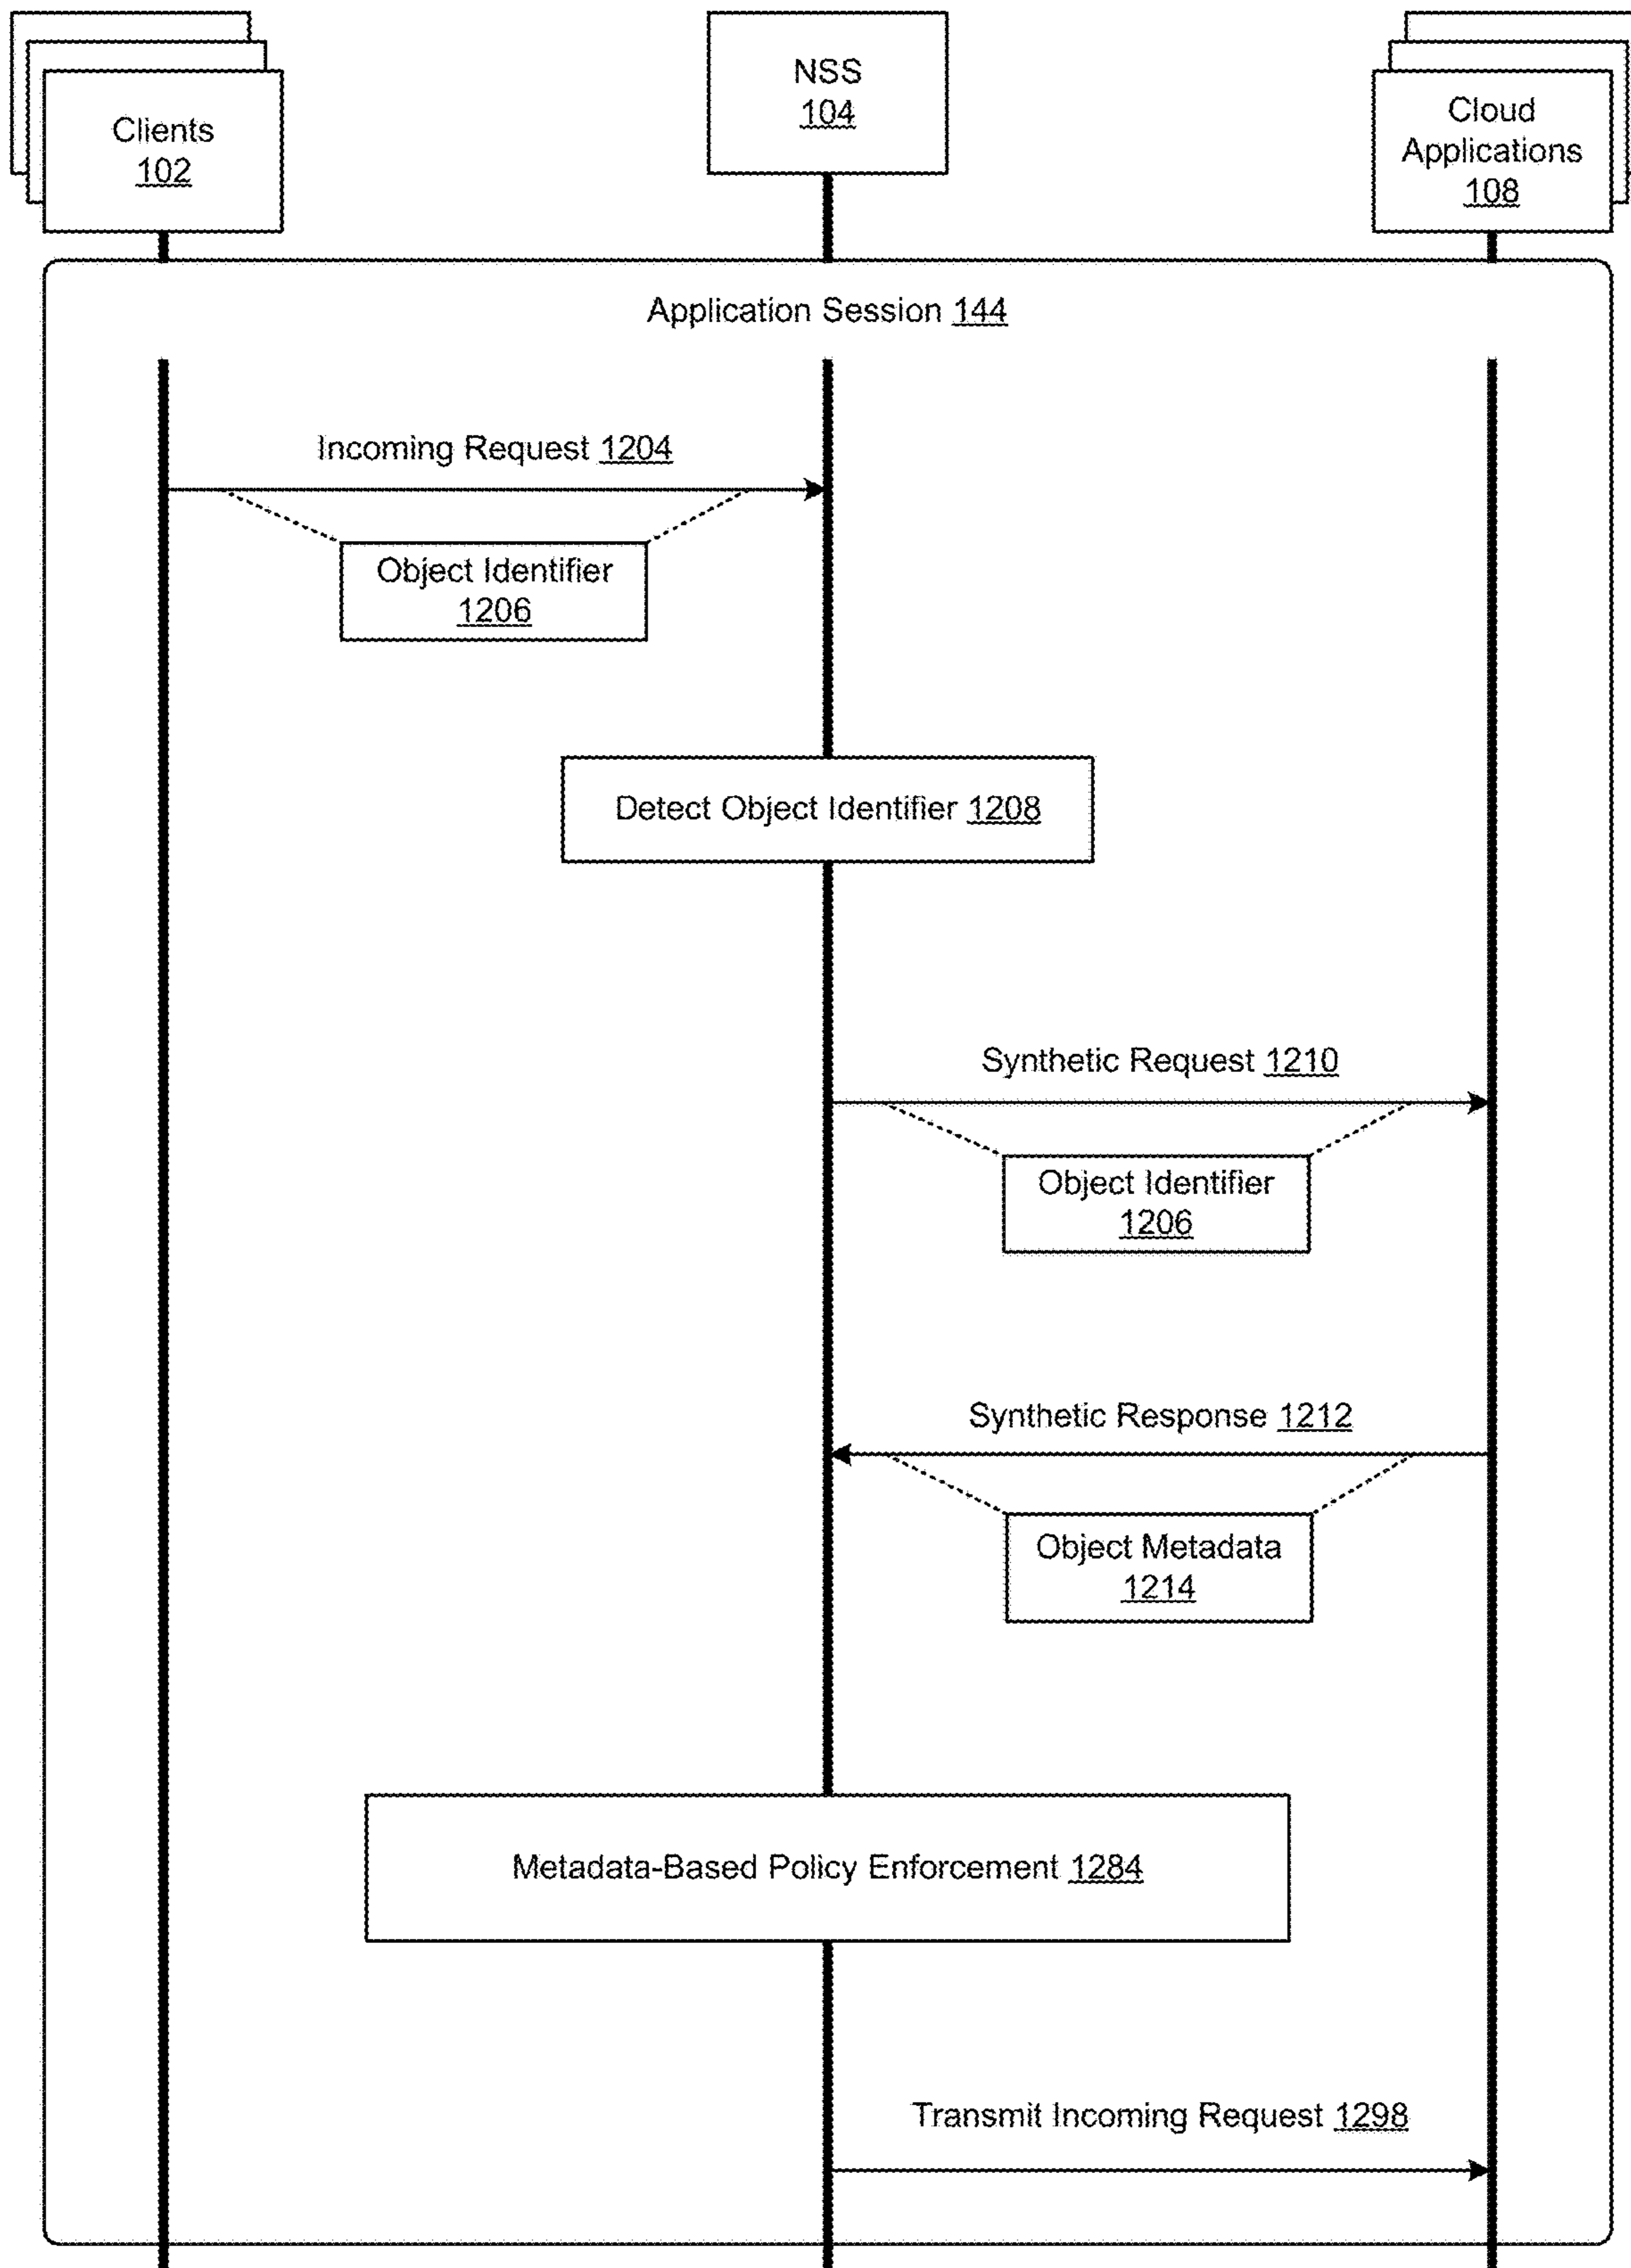 Clients
102
NSS
104
Cloud
Applications
108
Application Session 144
Incoming Request 1204
Object Identifier
1206
Detect Object Identifier 1208
Synthetic Request 1210
Object Identifier
1206
Synthetic Response 1212
Object Metadata
1214
Metadata-Based Policy Enforcement 1284
Transmit Incoming Request 1298